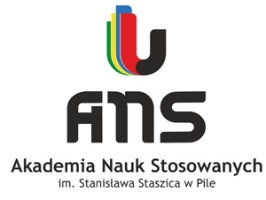 ANS
Akademia Nauk Stosowanych
im. Stanisława Staszica w Pile